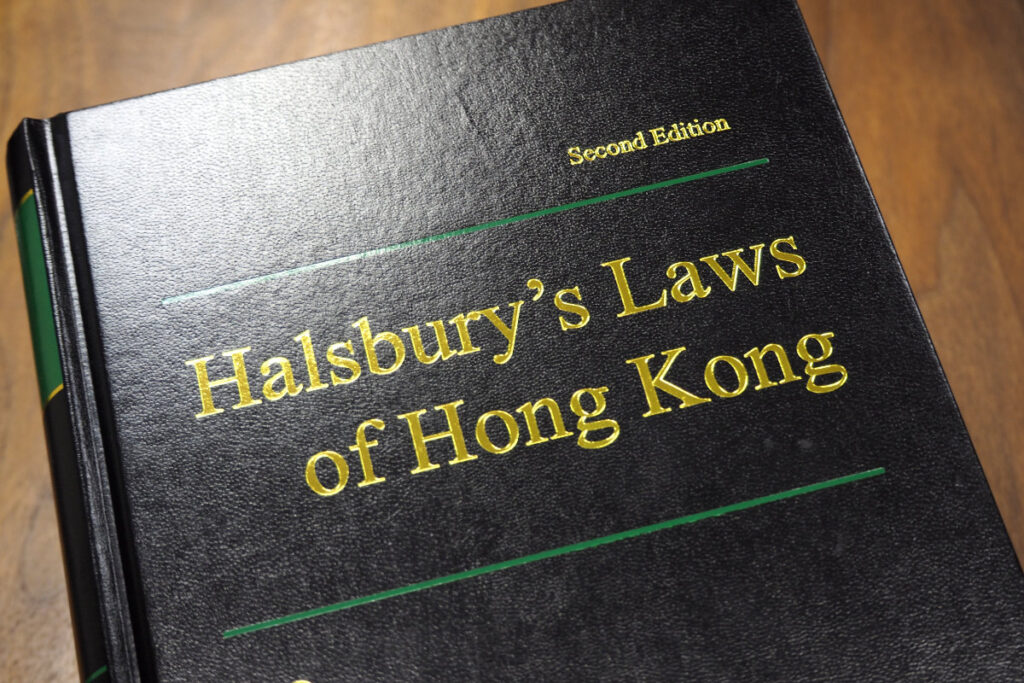 Second Edition
Halsbury’s Laws
of Hong Kong